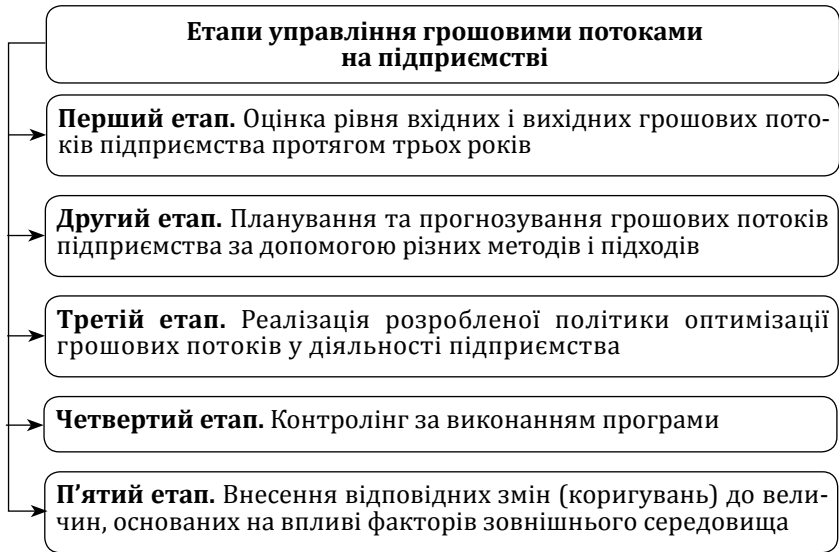 Етапи управління грошовими потоками
на підприємстві
Перший етап. Оцінка рівня вхідних і вихідних грошових пото-
ків підприємства протягом трьох років
Другий етап. Планування та прогнозування грошових потоків
підприємства за допомогою різних методів і підходів
Третій етап. Реалізація розробленої політики оптимізації
грошових потоків у діяльності підприємства
Четвертий етап. Контролінг за виконанням програми
П’ятий етап. Внесення відповідних змін (коригувань) до вели-
чин, оснований на впливі факторів зовнішнього середовища